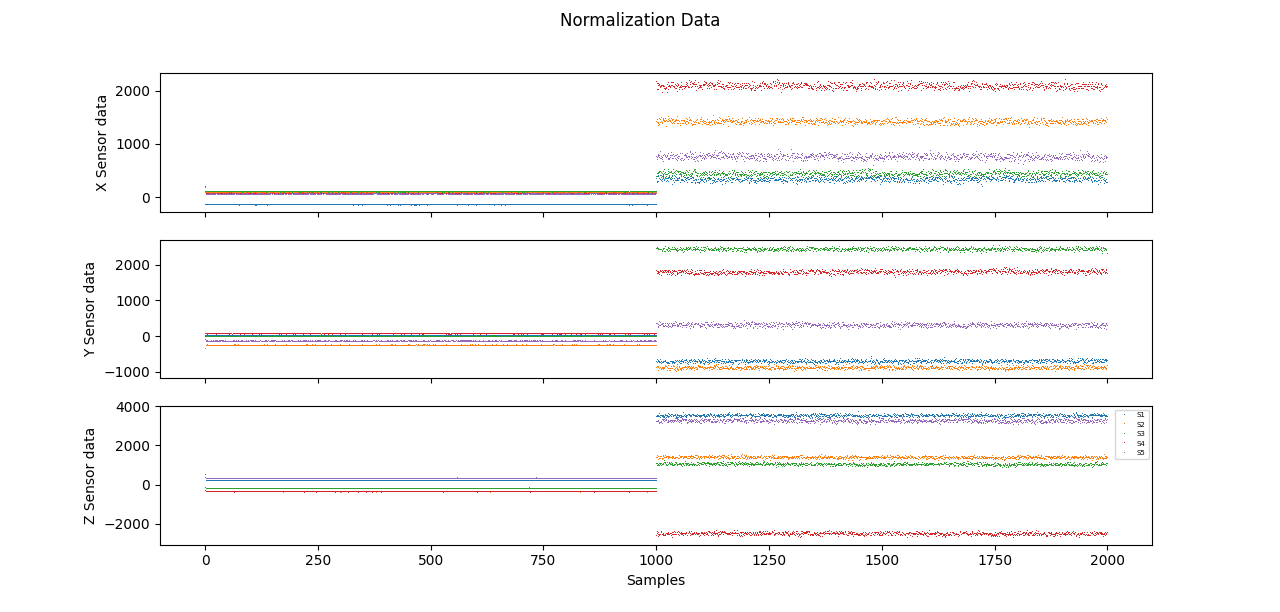 Normalization Data
X Sensor data
2000
1000
0
Y Sensor data
2000
1000
0
−1000
Z Sensor data
4000
2000
0
−2000
S1
S2
S3
S4
S5
0 250 500 750 1000 1250 1500 1750 2000
Samples